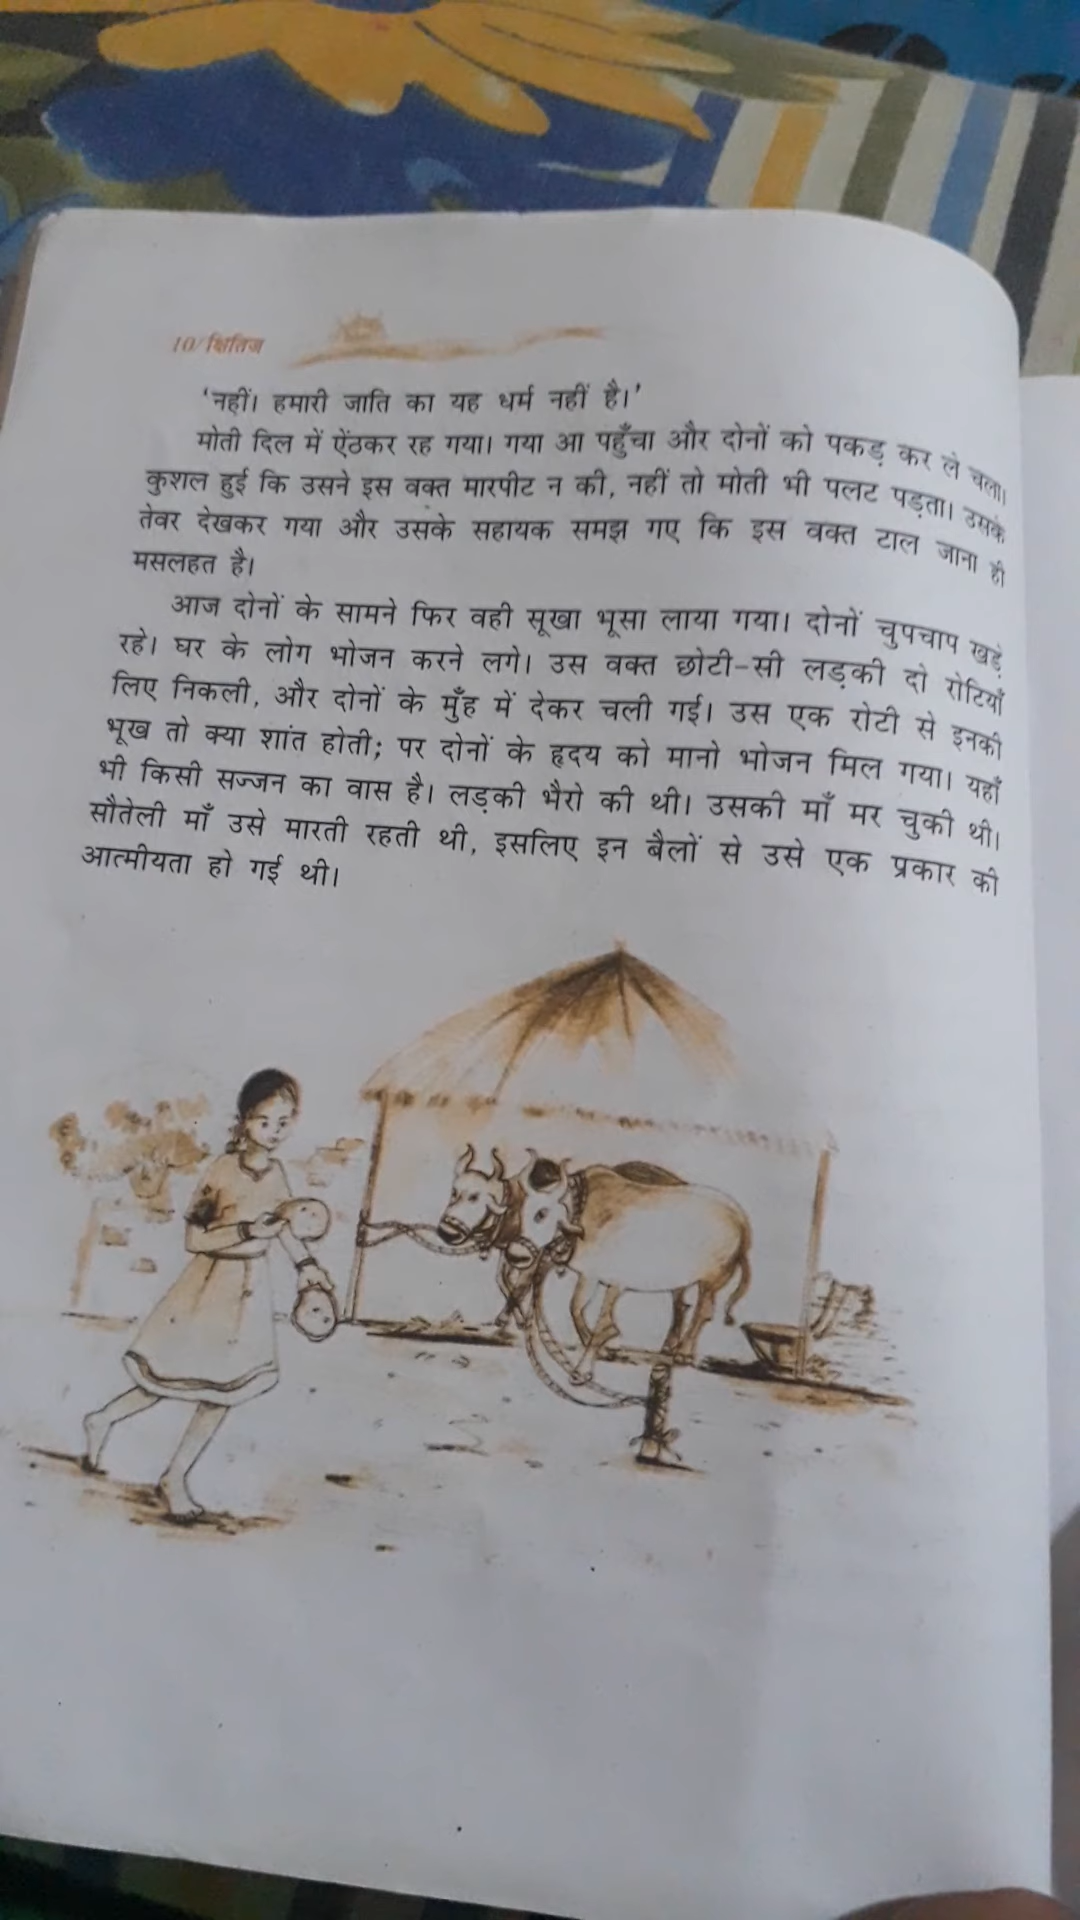 10/क्षितिज
‘नहीं। हमारी जाति का यह धर्म नहीं है।’
मोती दिल में ऐंठकर रह गया। गया आ पहुँचा और दोनों को पकड़ कर ले चला।
कुशल हुई कि उसने इस वक्त मारपीट न की, नहीं तो मोती भी पलट पड़ता। उसके
तेवर देखकर गया और उसके सहायक समझ गए कि इस वक्त टाल जाना ही
मसलहत है।
आज दोनों के सामने फिर वही सूखा भूसा लाया गया। दोनों चुपचाप खड़े
रहे। घर के लोग भोजन करने लगे। उस वक्त छोटी-सी लड़की दो रोटियाँ
लिए निकली, और दोनों के मुँह में देकर चली गई। उस एक रोटी से इनकी
भूख तो क्या शांत होती; पर दोनों के हृदय को मानो भोजन मिल गया। यहाँ
भी किसी सज्जन का वास है। लड़की भैरो की थी। उसकी माँ मर चुकी थी।
सौतेली माँ उसे मारती रहती थी, इसलिए इन बैलों से उसे एक प्रकार की
आत्मीयता हो गई थी।